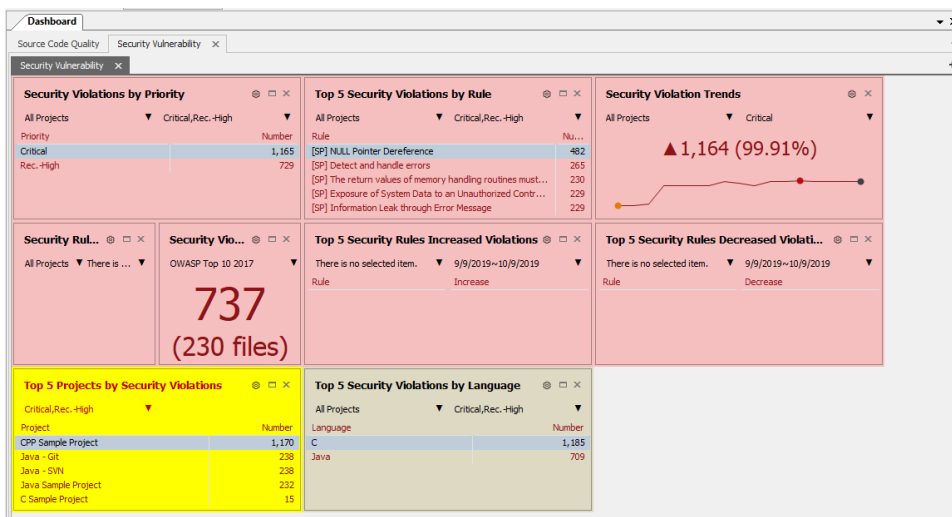 Dashboard
Source Code Quality Security Vulnerability
Security Vulnerability
Security Violations by Priority
All Projects Critical,Rec.-High
Priority Number
Critical 1,165
Rec.-High 729
Top 5 Security Violations by Rule
All Projects Critical,Rec.-High
Rule Nu...
[SP] NULL Pointer Dereference 482
[SP] Detect and handle errors 265
[SP] The return values of memory handling routines must... 230
[SP] Exposure of System Data to an Unauthorized Contr... 229
[SP] Information Leak through Error Message 229
Security Violation Trends
All Projects Critical
▲1,164 (99.91%)
Security Rul...
All Projects There is ...
Security Vio...
OWASP Top 10 2017
737
(230 files)
Top 5 Security Rules Increased Violations
There is no selected item. 9/9/2019~10/9/2019
Rule Increase
Top 5 Security Rules Decreased Violati...
There is no selected item. 9/9/2019~10/9/2019
Rule Decrease
Top 5 Projects by Security Violations
Critical,Rec.-High
Project Number
CPP Sample Project 1,170
Java - Git 238
Java - SVN 238
Java Sample Project 232
C Sample Project 15
Top 5 Security Violations by Language
All Projects Critical,Rec.-High
Language Number
C 1,185
Java 709